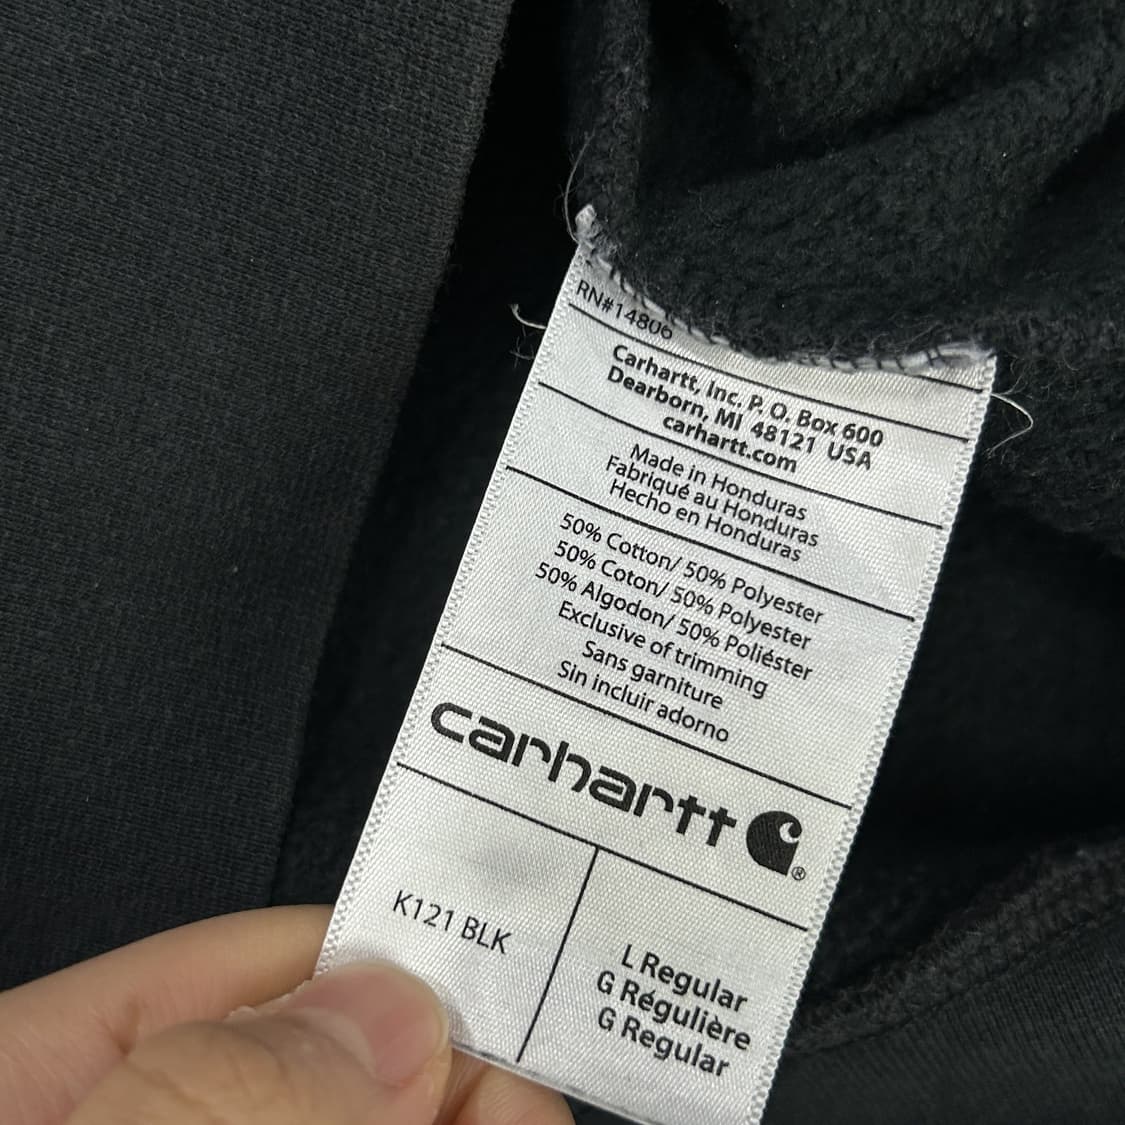 RN#14806
Carhartt, Inc. P. O. Box 600
Dearborn, MI 48121 USA
carhartt.com
Made in Honduras
Fabriqué au Honduras
Hecho en Honduras
50% Cotton/ 50% Polyester
50% Coton/ 50% Polyester
50% Algodon/ 50% Poliéster
Exclusive of trimming
Sans garniture
Sin incluir adorno
carhartt ®
K121 BLK
L Regular
G Régulière
G Regular